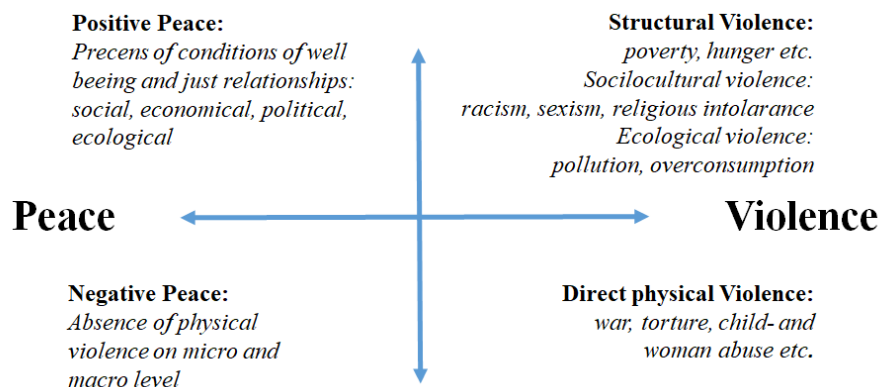 Positive Peace:
Precens of conditions of well
beeing and just relationships:
social, economical, political,
ecological
Structural Violence:
poverty, hunger etc.
Socilocultural violence:
racism, sexism, religious intolarance
Ecological violence:
pollution, overconsumption
Peace
Violence
Negative Peace:
Absence of physical
violence on micro and
macro level
Direct physical Violence:
war, torture, child- and
woman abuse etc.